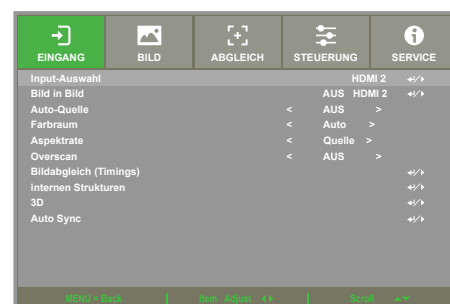 EINGANG BILD ABGLEICH STEUERUNG SERVICE
Input-Auswahl HDMI 2
Bild in Bild AUS HDMI 2
Auto-Quelle < AUS >
Farbraum < Auto >
Aspektrate < Quelle >
Overscan < AUS >
Bildabgleich (Timings)
internen Strukturen
3D
Auto Sync
MENU = Back | Item Adjust | Scroll